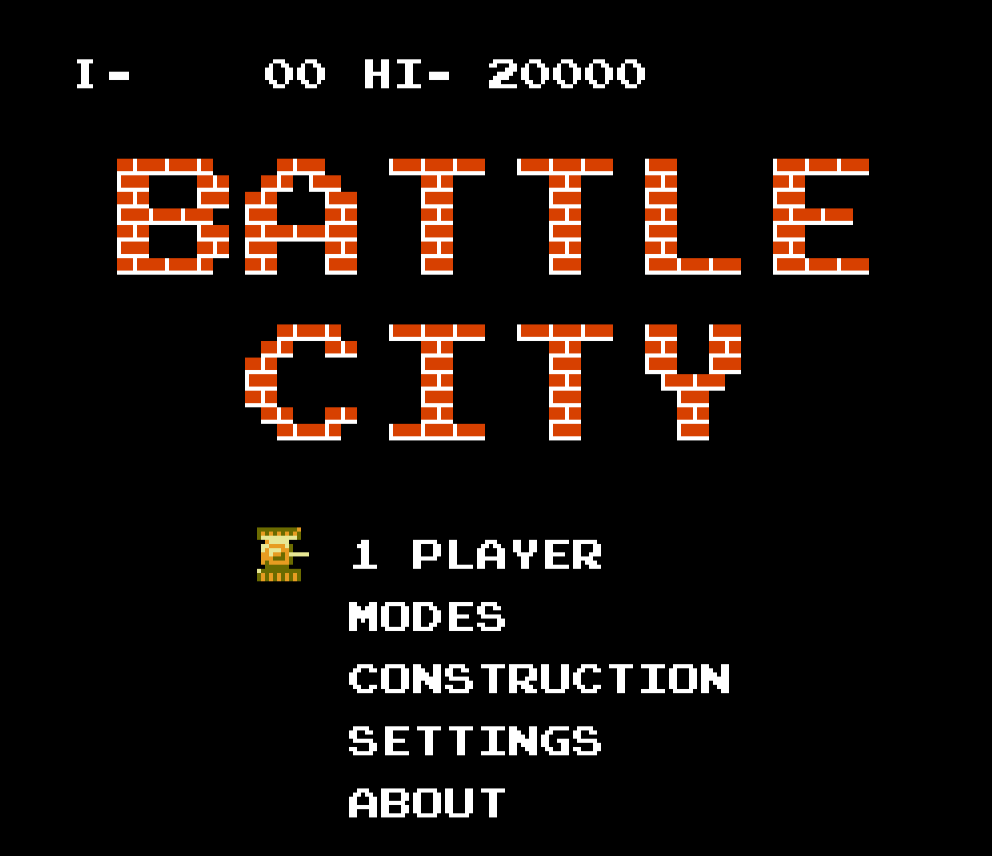 I- 00 HI- 20000
BATTLE
CITY
1 PLAYER
MODES
CONSTRUCTION
SETTINGS
ABOUT